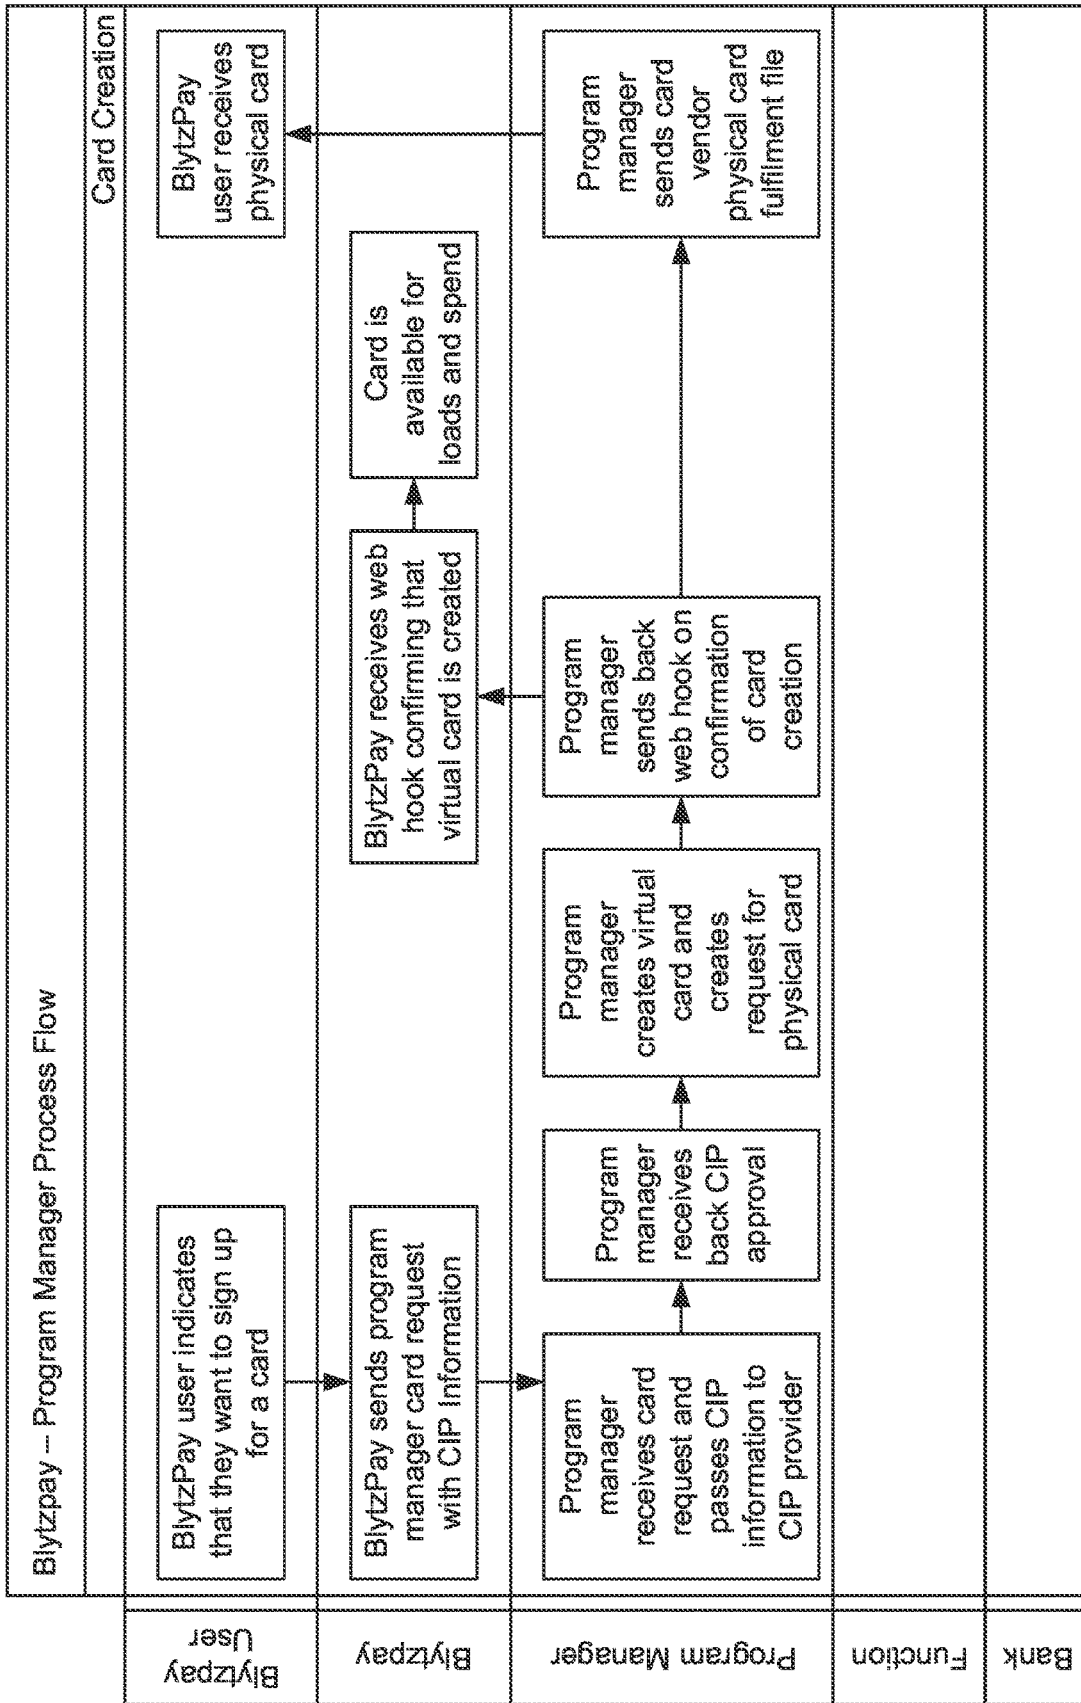 Blytzpay – Program Manager Process Flow
Card Creation
Blytzpay
User
BlytzPay user indicates
that they want to sign up
for a card
BlytzPay
user receives
physical card
Blytzpay
BlytzPay sends program
manager card request
with CIP Information
BlytzPay receives web
hook confirming that
virtual card is created
Card is
available for
loads and spend
Program Manager
Program
manager
receives card
request and
passes CIP
information to
CIP provider
Program
manager
receives
back CIP
approval
Program
manager
creates virtual
card and
creates
request for
physical card
Program
manager
sends back
web hook on
confirmation
of card
creation
Program
manager
sends card
vendor
physical card
fulfilment file
Function
Bank